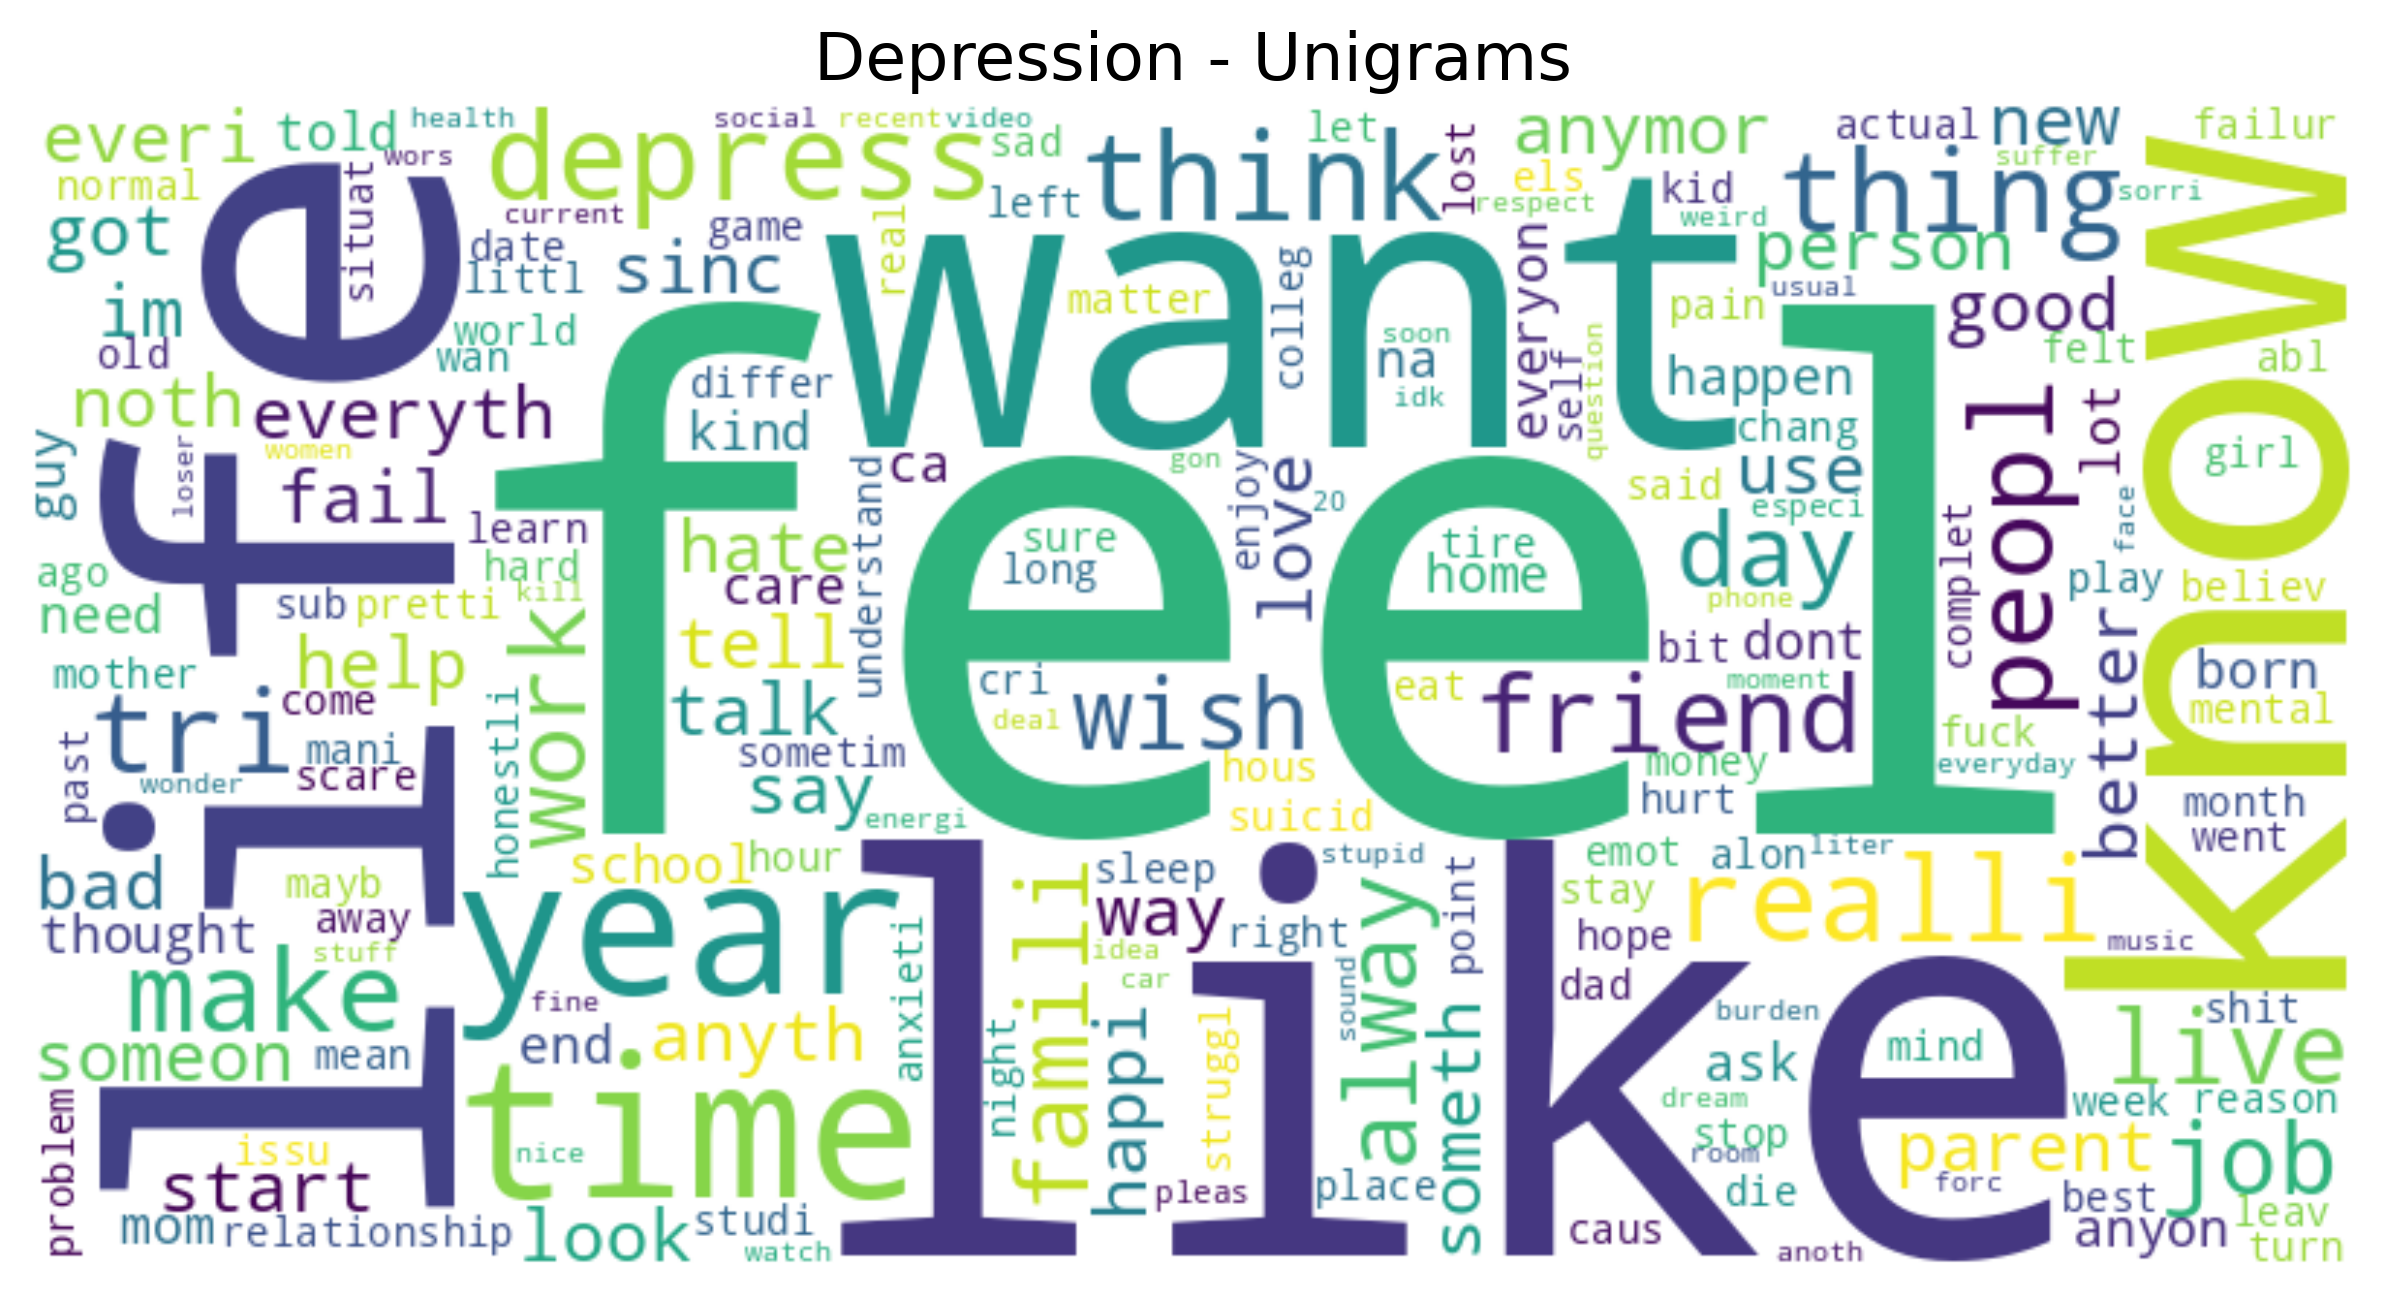 Depression - Unigrams
everi told health depress social recent video sad think let lost anymor actual new failur
normal situat wors current left els kid suffer thing sorri
got date game real respect weird person
im littl sinc want matter colleg everyon usual good
old world wan differ soon na idk self question pain happen felt abl
noth everyth kind chang peopl lot girl know
guy loser women fail ca gon enjoy love 20 said use especi face
life learn understand feel sure long tire home day complet play believ
ago hard hate care phone
need sub pretti kill work tell bit dont better born
mother help come talk cri deal wish eat friend moment mental
past tri mani scare wonder honestli sometim say energi hous suicid money hurt fuck everyday month went
bad mayb away school hour sleep stupid emot alon liter
thought stuff year anxieti famili way right idea car always point stay hope realli music
make fine end anyth night happi struggl sound someth dad burden mind shit live
someon mean time ask dream week reason
problem issu start nice pleas place stop room die parent forc job
mom relationship look studi watch like caus anoth best anyon leav turn